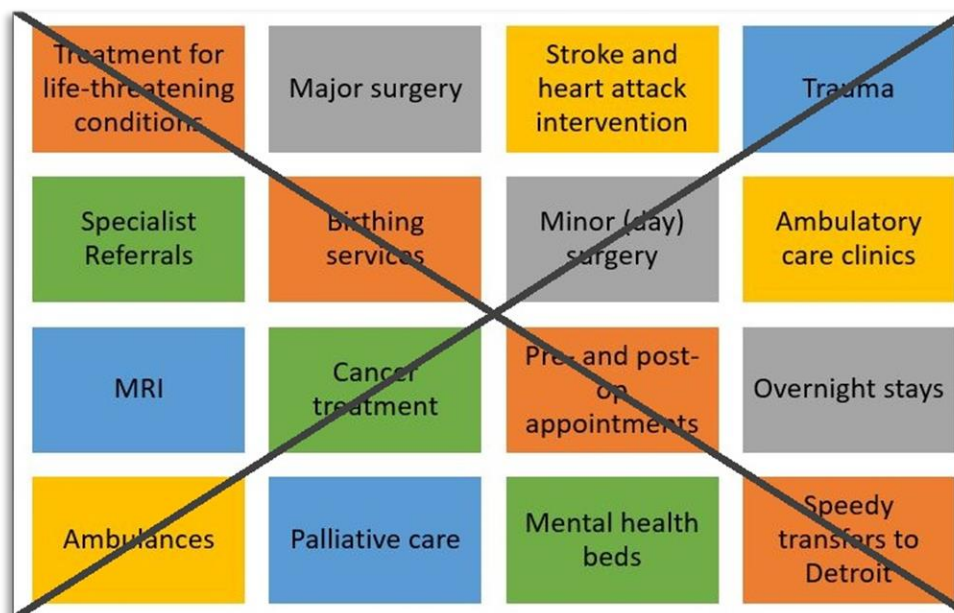 Treatment for
life-threatening
conditions
Major surgery
Stroke and
heart attack
intervention
Trauma
Specialist
Referrals
Birthing
services
Minor (day)
surgery
Ambulatory
care clinics
MRI
Cancer
treatment
Pre- and post-
op
appointments
Overnight stays
Ambulances
Palliative care
Mental health
beds
Speedy
transfers to
Detroit